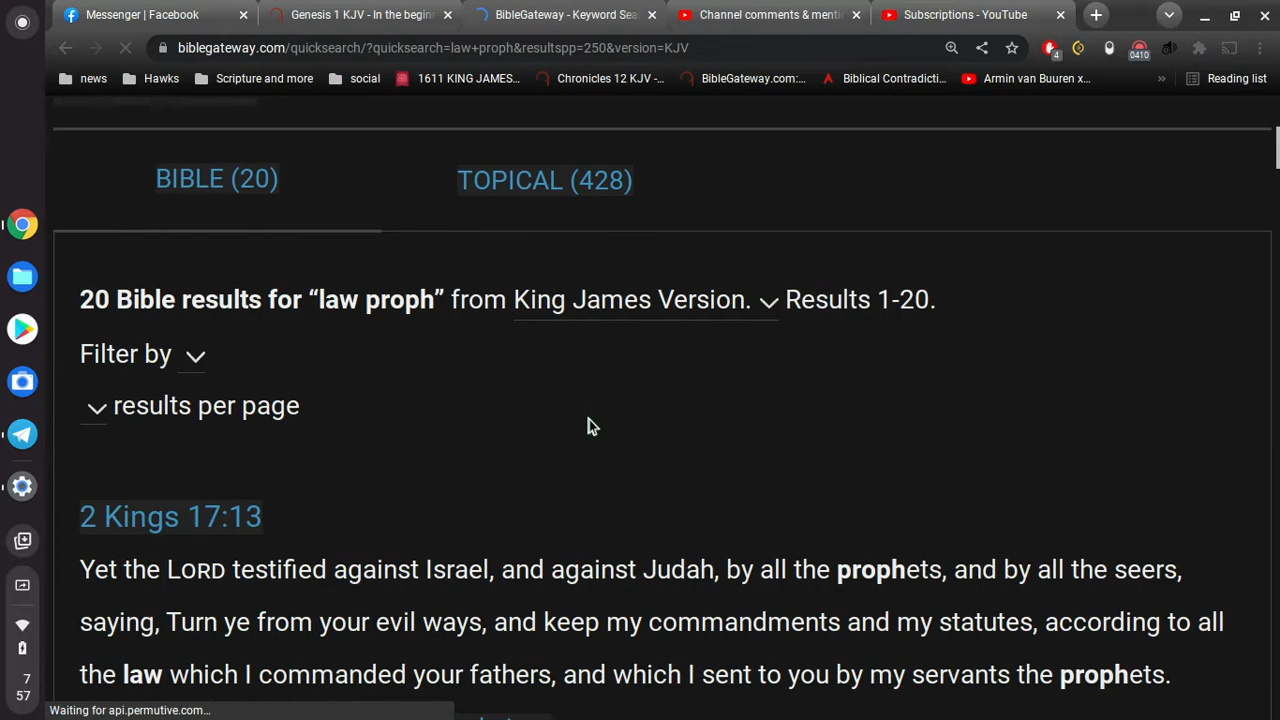 Messenger | Facebook
Genesis 1 KJV - In the beginn
BibleGateway - Keyword Sea
Channel comments & menti
Subscriptions - YouTube
biblegateway.com/quicksearch/?quicksearch=law+proph&resultspp=250&version=KJV
4
0410
news
Hawks
Scripture and more
social
1611 KING JAMES...
Chronicles 12 KJV -...
BibleGateway.com:...
Biblical Contradicti...
Armin van Buuren x...
»
Reading list
BIBLE (20)
TOPICAL (428)
20 Bible results for “law proph” from King James Version. Results 1-20.
Filter by
results per page
2 Kings 17:13
Yet the LORD testified against Israel, and against Judah, by all the prophets, and by all the seers,
saying, Turn ye from your evil ways, and keep my commandments and my statutes, according to all
the law which I commanded your fathers, and which I sent to you by my servants the prophets.
7
57
Waiting for api.permutive.com...